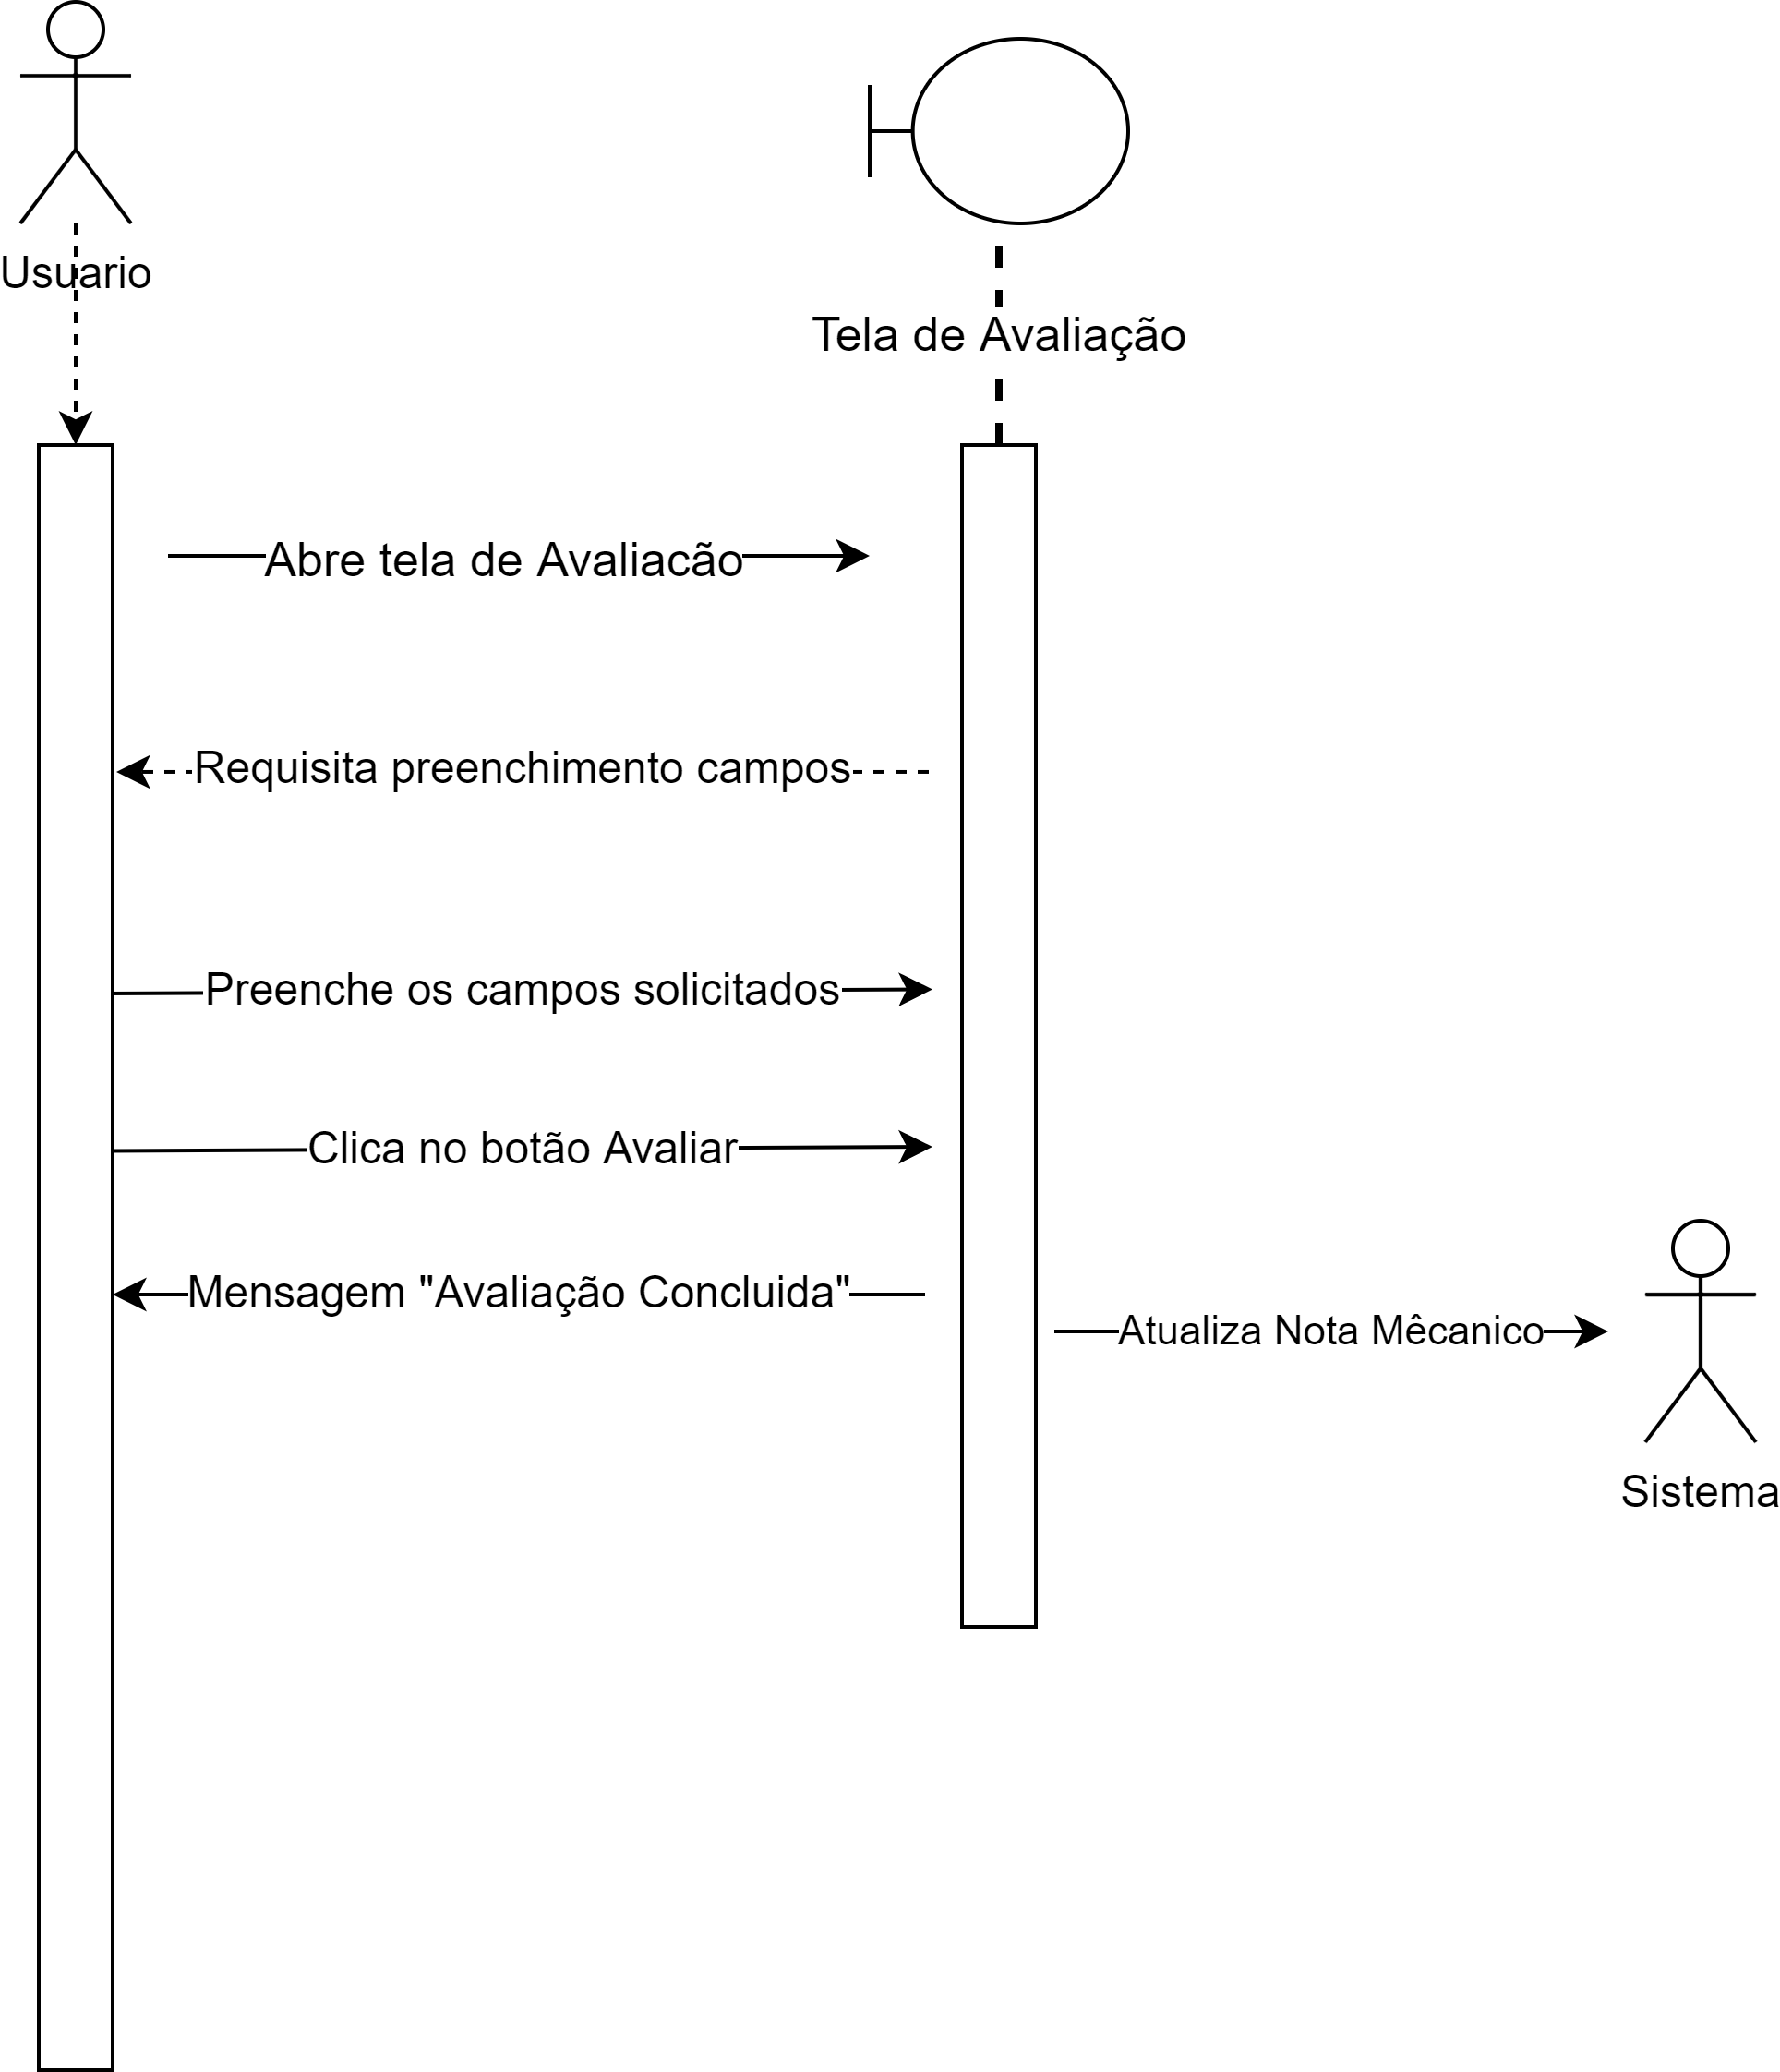 Usuario
Tela de Avaliação
Abre tela de Avaliacão
Requisita preenchimento campos
Preenche os campos solicitados
Clica no botão Avaliar
Mensagem "Avaliação Concluida"
Atualiza Nota Mêcanico
Sistema